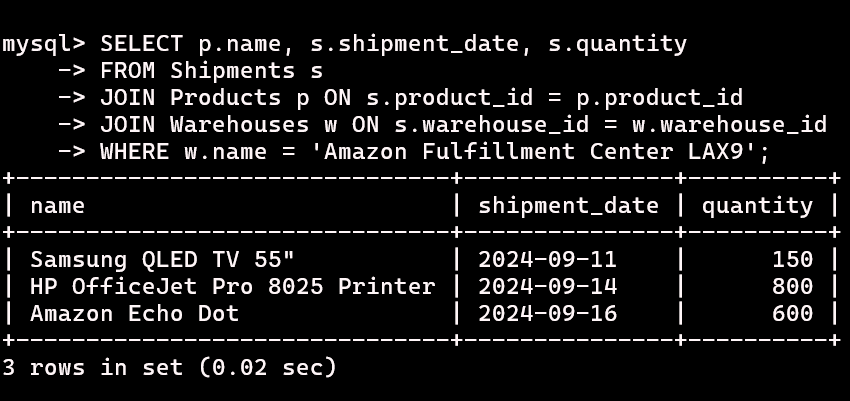 mysql> SELECT p.name, s.shipment_date, s.quantity
    -> FROM Shipments s
    -> JOIN Products p ON s.product_id = p.product_id
    -> JOIN Warehouses w ON s.warehouse_id = w.warehouse_id
    -> WHERE w.name = 'Amazon Fulfillment Center LAX9';
+-------------------------------+---------------+----------+
| name                          | shipment_date | quantity |
+-------------------------------+---------------+----------+
| Samsung QLED TV 55"           | 2024-09-11    |      150 |
| HP OfficeJet Pro 8025 Printer | 2024-09-14    |      800 |
| Amazon Echo Dot               | 2024-09-16    |      600 |
+-------------------------------+---------------+----------+
3 rows in set (0.02 sec)